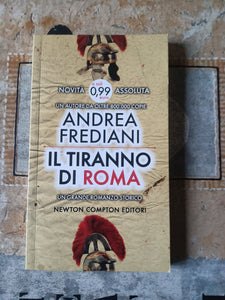 NOVITÀ 0,99 ASSOLUTA
UN AUTORE DA OLTRE 800.000 COPIE
ANDREA
FREDIANI
IL TIRANNO
DI ROMA
UN GRANDE ROMANZO STORICO
NEWTON COMPTON EDITORI